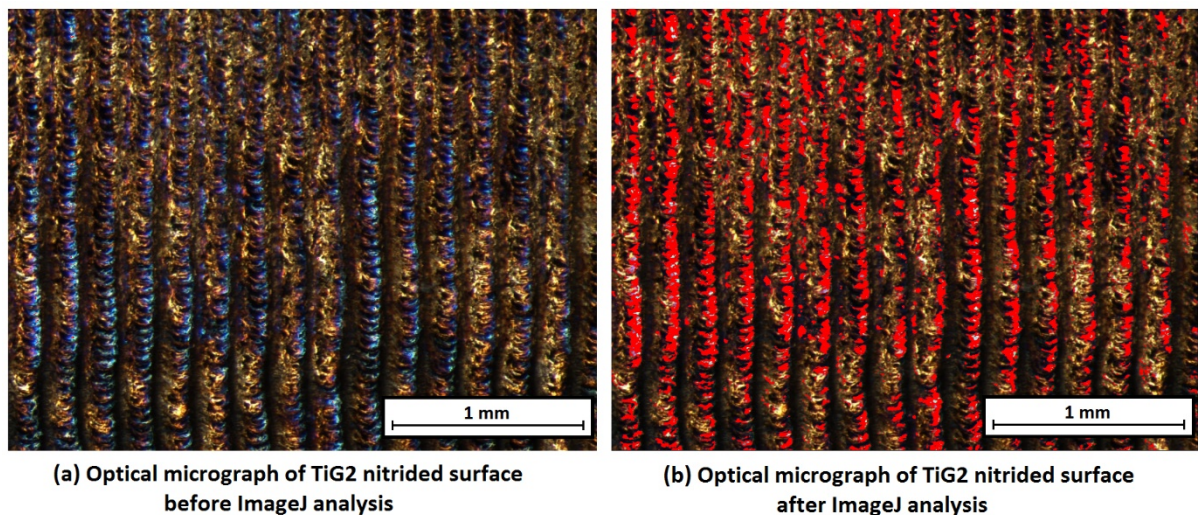 1 mm
1 mm
(a) Optical micrograph of TiG2 nitrided surface
before ImageJ analysis
(b) Optical micrograph of TiG2 nitrided surface
after ImageJ analysis